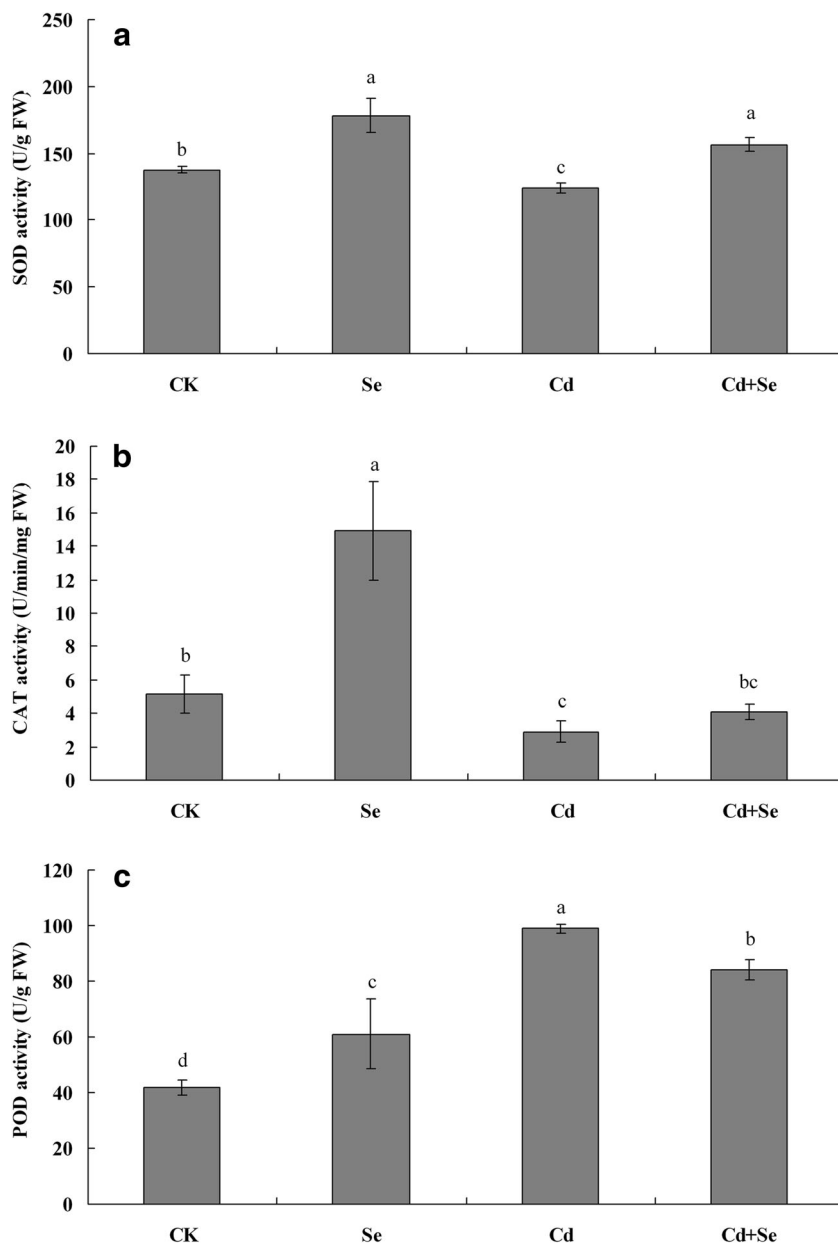 a
SOD activity (U/g FW)
250
200
150
100
50
0
b
a
c
a
CK Se Cd Cd+Se
b
CAT activity (U/min/mg FW)
20
18
16
14
12
10
8
6
4
2
0
b
a
c
bc
CK Se Cd Cd+Se
c
POD activity (U/g FW)
120
100
80
60
40
20
0
d
c
a
b
CK Se Cd Cd+Se